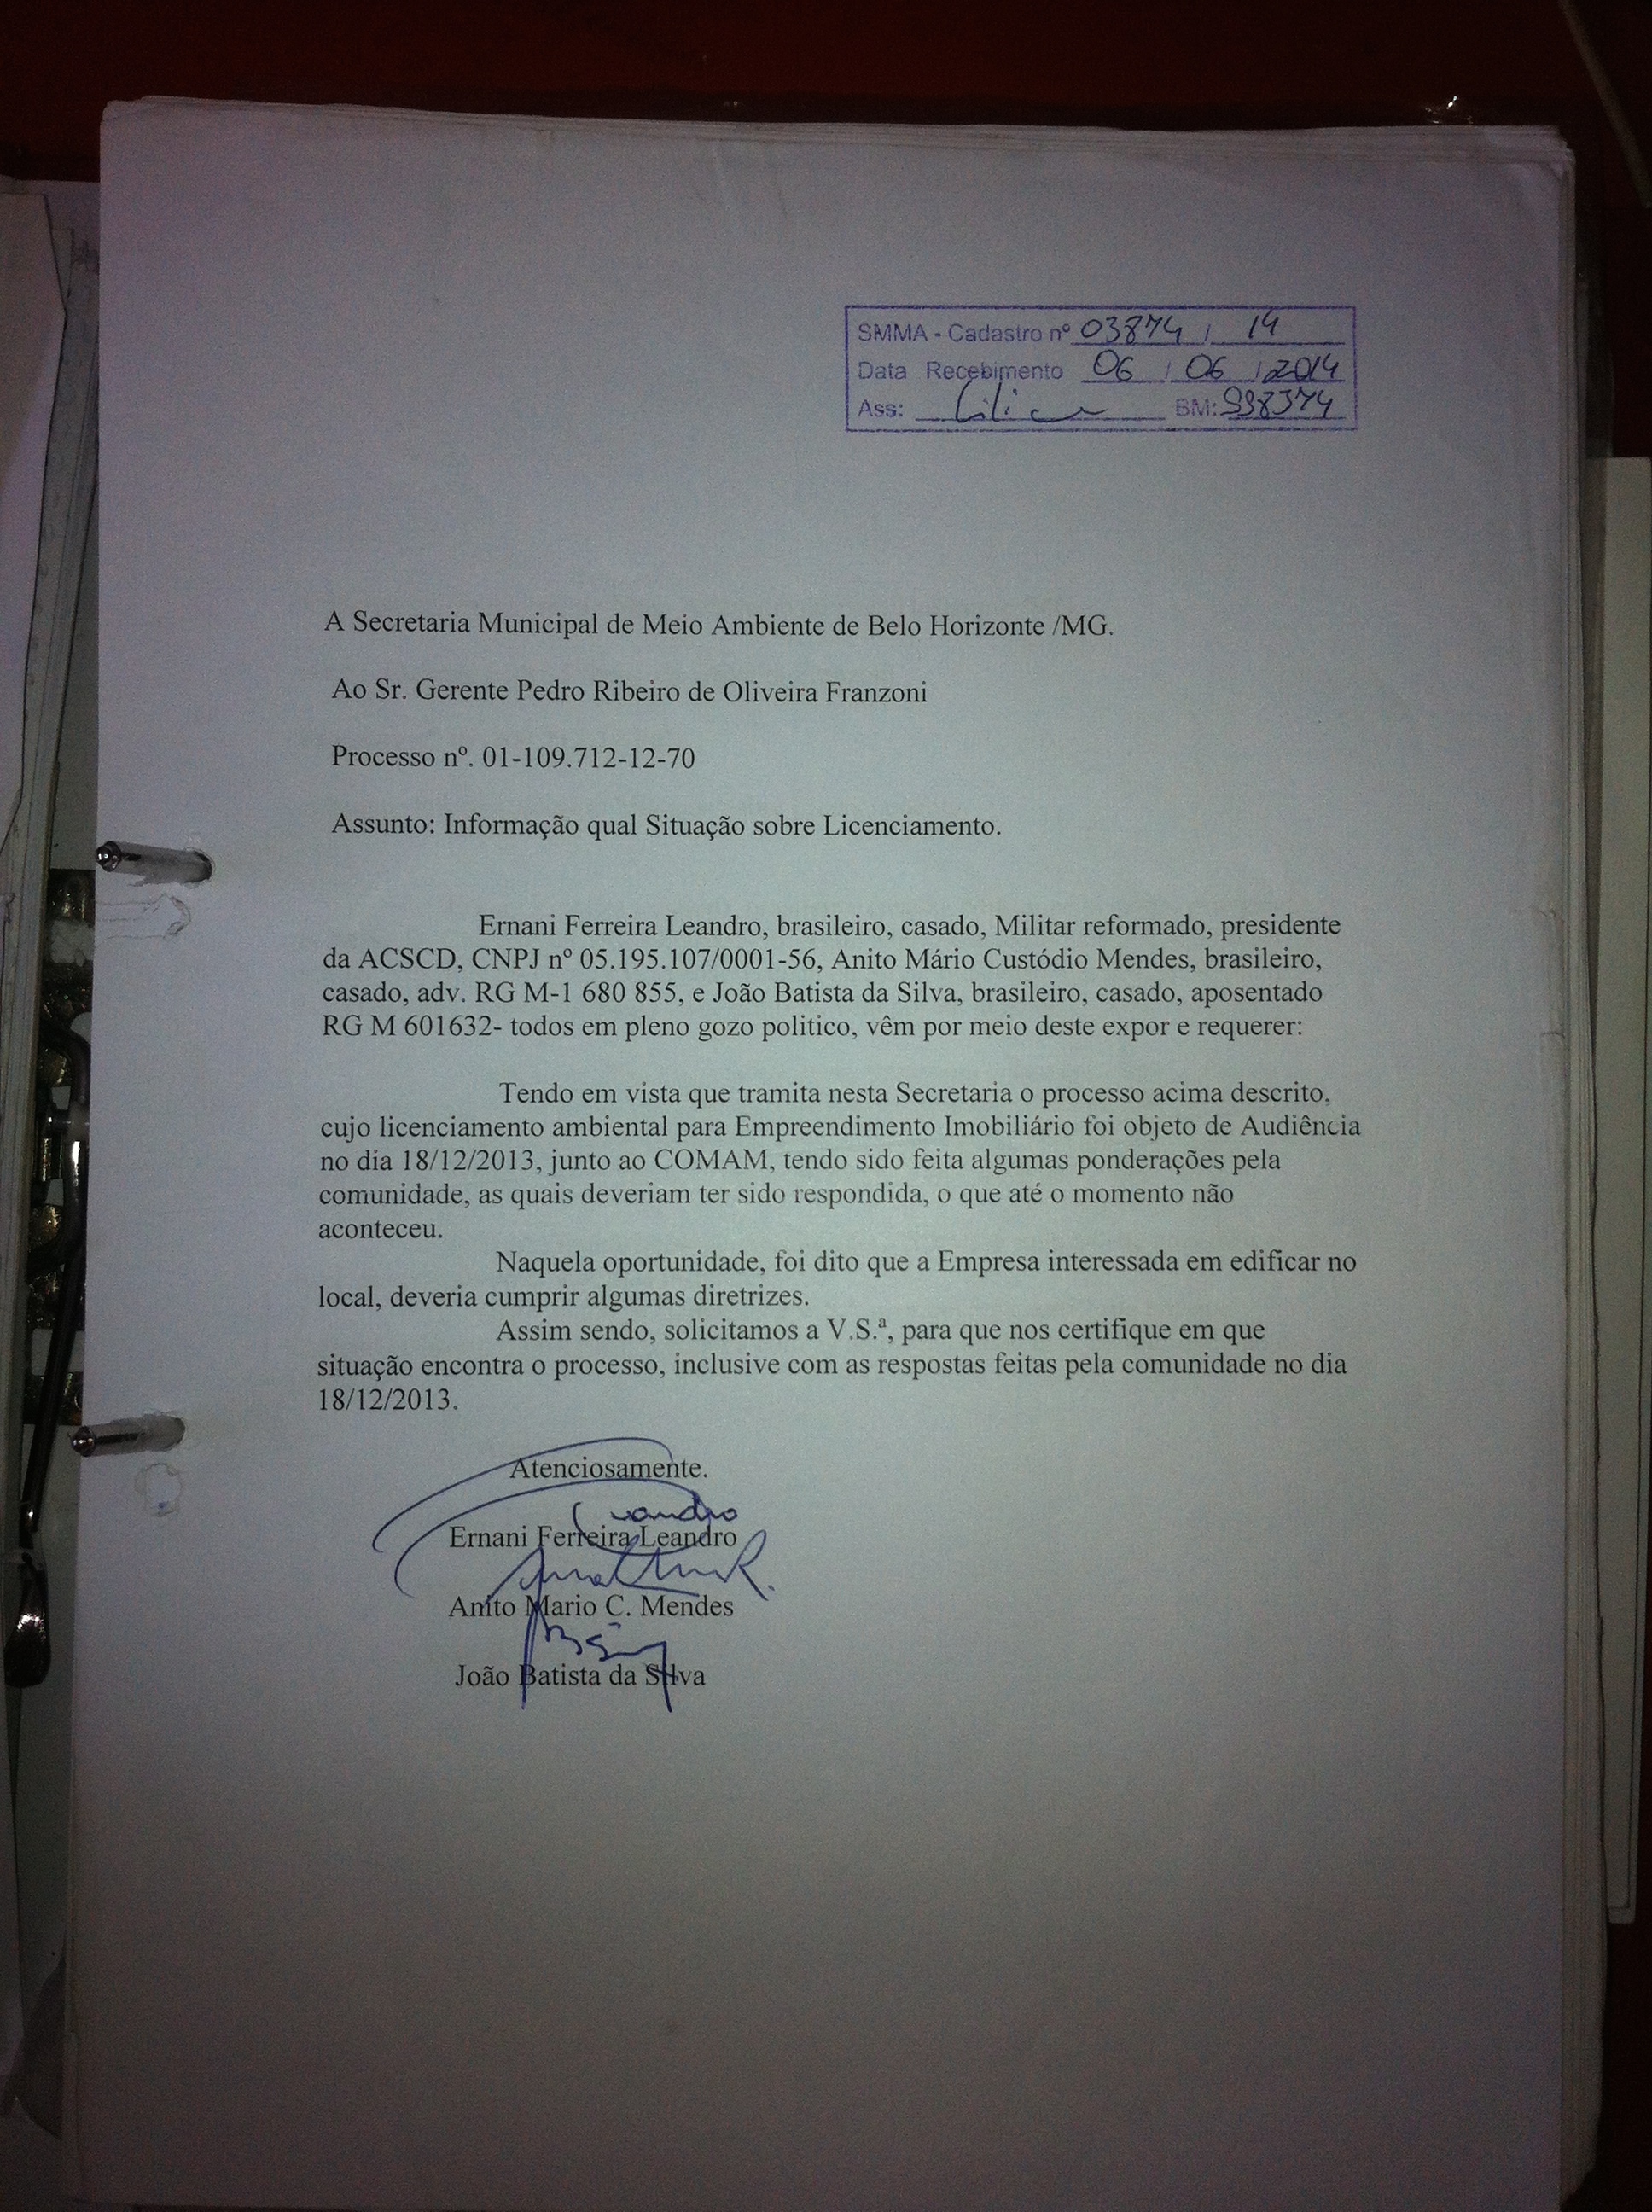 SMMA - Cadastro nº 03874 / 14
Data Recebimento 06 / 06 / 2014
Ass: BM:
A Secretaria Municipal de Meio Ambiente de Belo Horizonte /MG.
Ao Sr. Gerente Pedro Ribeiro de Oliveira Franzoni
Processo nº. 01-109.712-12-70
Assunto: Informação qual Situação sobre Licenciamento.
Ernani Ferreira Leandro, brasileiro, casado, Militar reformado, presidente
da ACSCD, CNPJ nº 05.195.107/0001-56, Anito Mário Custódio Mendes, brasileiro,
casado, adv. RG M-1 680 855, e João Batista da Silva, brasileiro, casado, aposentado
RG M 601632- todos em pleno gozo politico, vêm por meio deste expor e requerer:
Tendo em vista que tramita nesta Secretaria o processo acima descrito,
cujo licenciamento ambiental para Empreendimento Imobiliário foi objeto de Audiência
no dia 18/12/2013, junto ao COMAM, tendo sido feita algumas ponderações pela
comunidade, as quais deveriam ter sido respondida, o que até o momento não
aconteceu.
Naquela oportunidade, foi dito que a Empresa interessada em edificar no
local, deveria cumprir algumas diretrizes.
Assim sendo, solicitamos a V.S.ª, para que nos certifique em que
situação encontra o processo, inclusive com as respostas feitas pela comunidade no dia
18/12/2013.
Atenciosamente.
Leandro
Ernani Ferreira Leandro
Anito Mario C. Mendes
João Batista da Silva